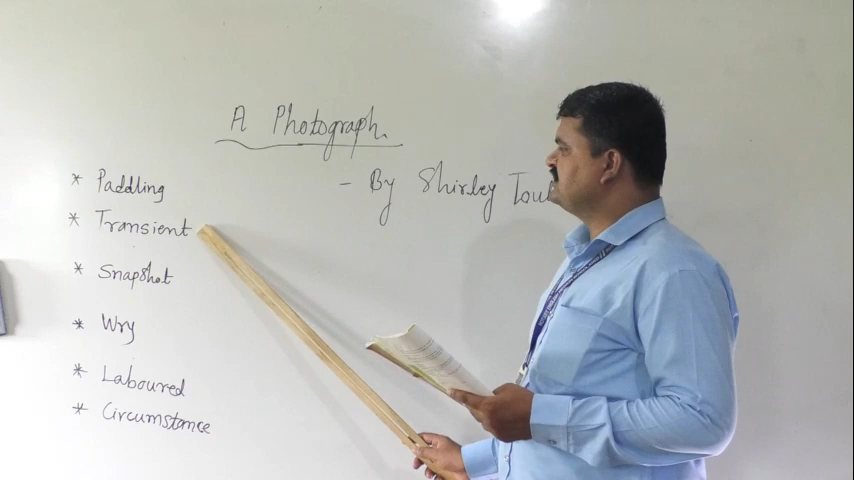 A Photograph.
- By Shirley
* Paddling
* Transient
* Snapshot
* Wry
* Laboured
* Circumstance